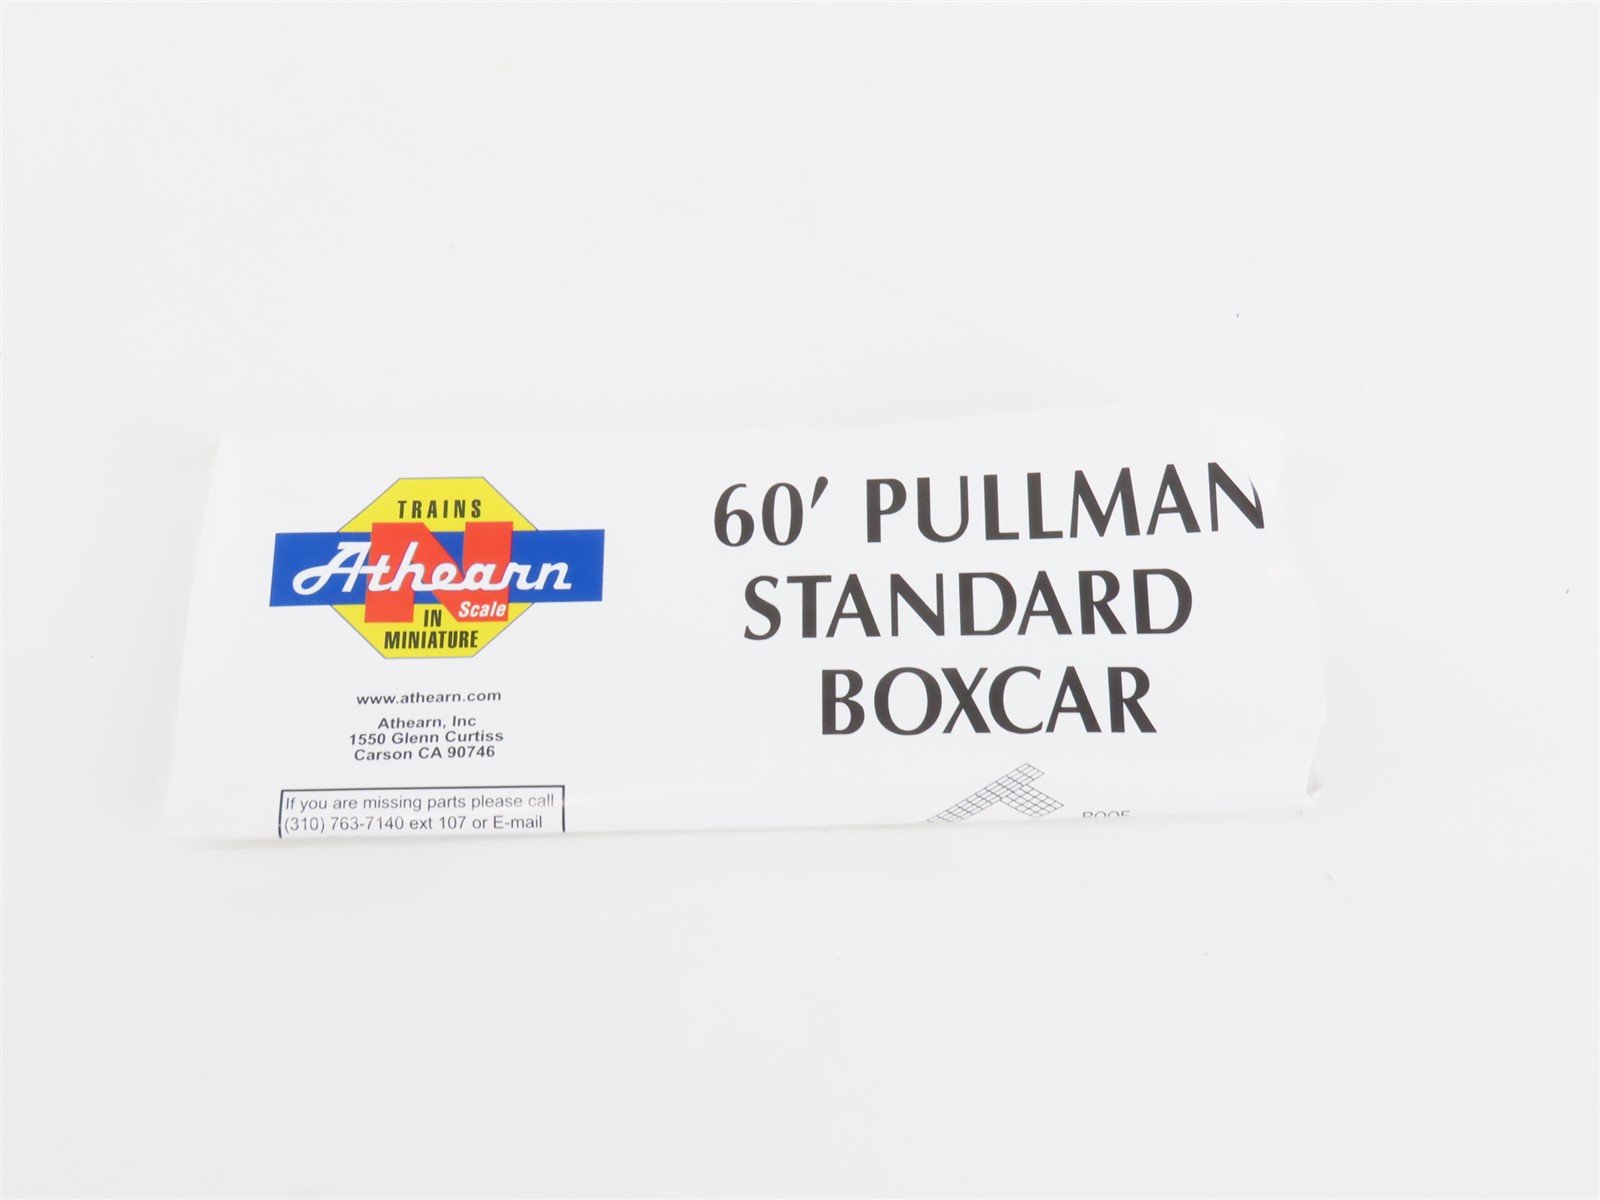 TRAINS
N
Athearn
Scale
IN
MINIATURE
www.athearn.com
Athearn, Inc
1550 Glenn Curtiss
Carson CA 90746
If you are missing parts please call
(310) 763-7140 ext 107 or E-mail
60' PULLMAN
STANDARD
BOXCAR
ROOF